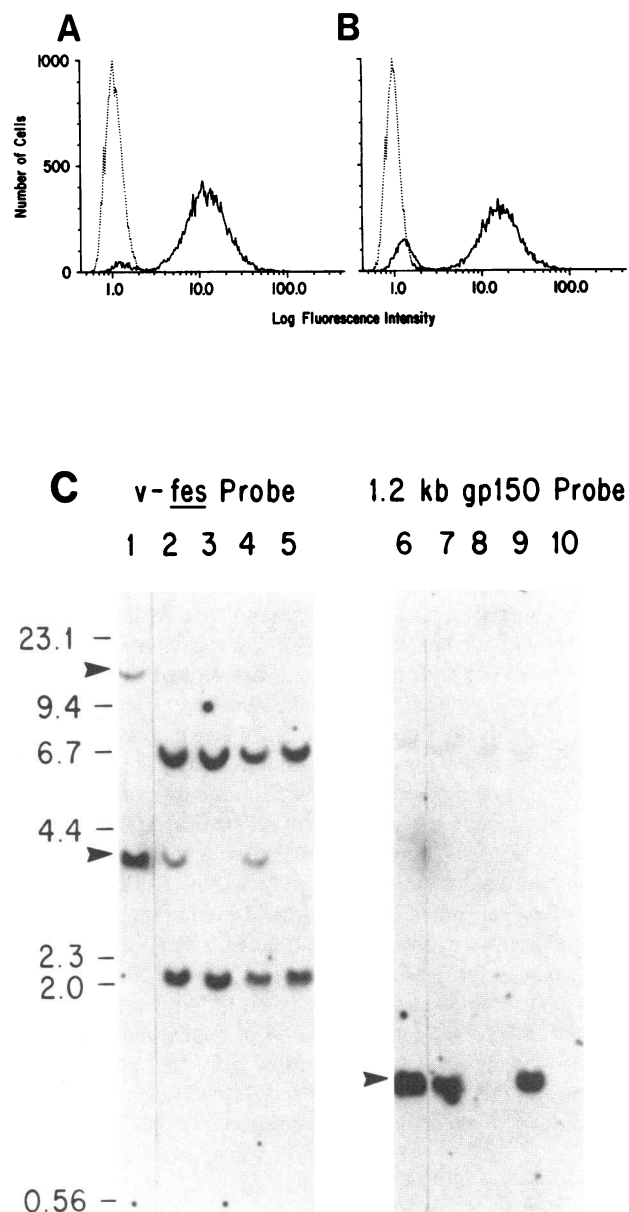 A B
1000
500
0
Number of Cells
1.0 10.0 100.0 1.0 10.0 100.0
Log Fluorescence Intensity
C v-fes Probe 1.2 kb gp150 Probe
1 2 3 4 5 6 7 8 9 10
23.1 –
9.4 –
6.7 –
4.4 –
2.3 –
2.0 –
0.56 –